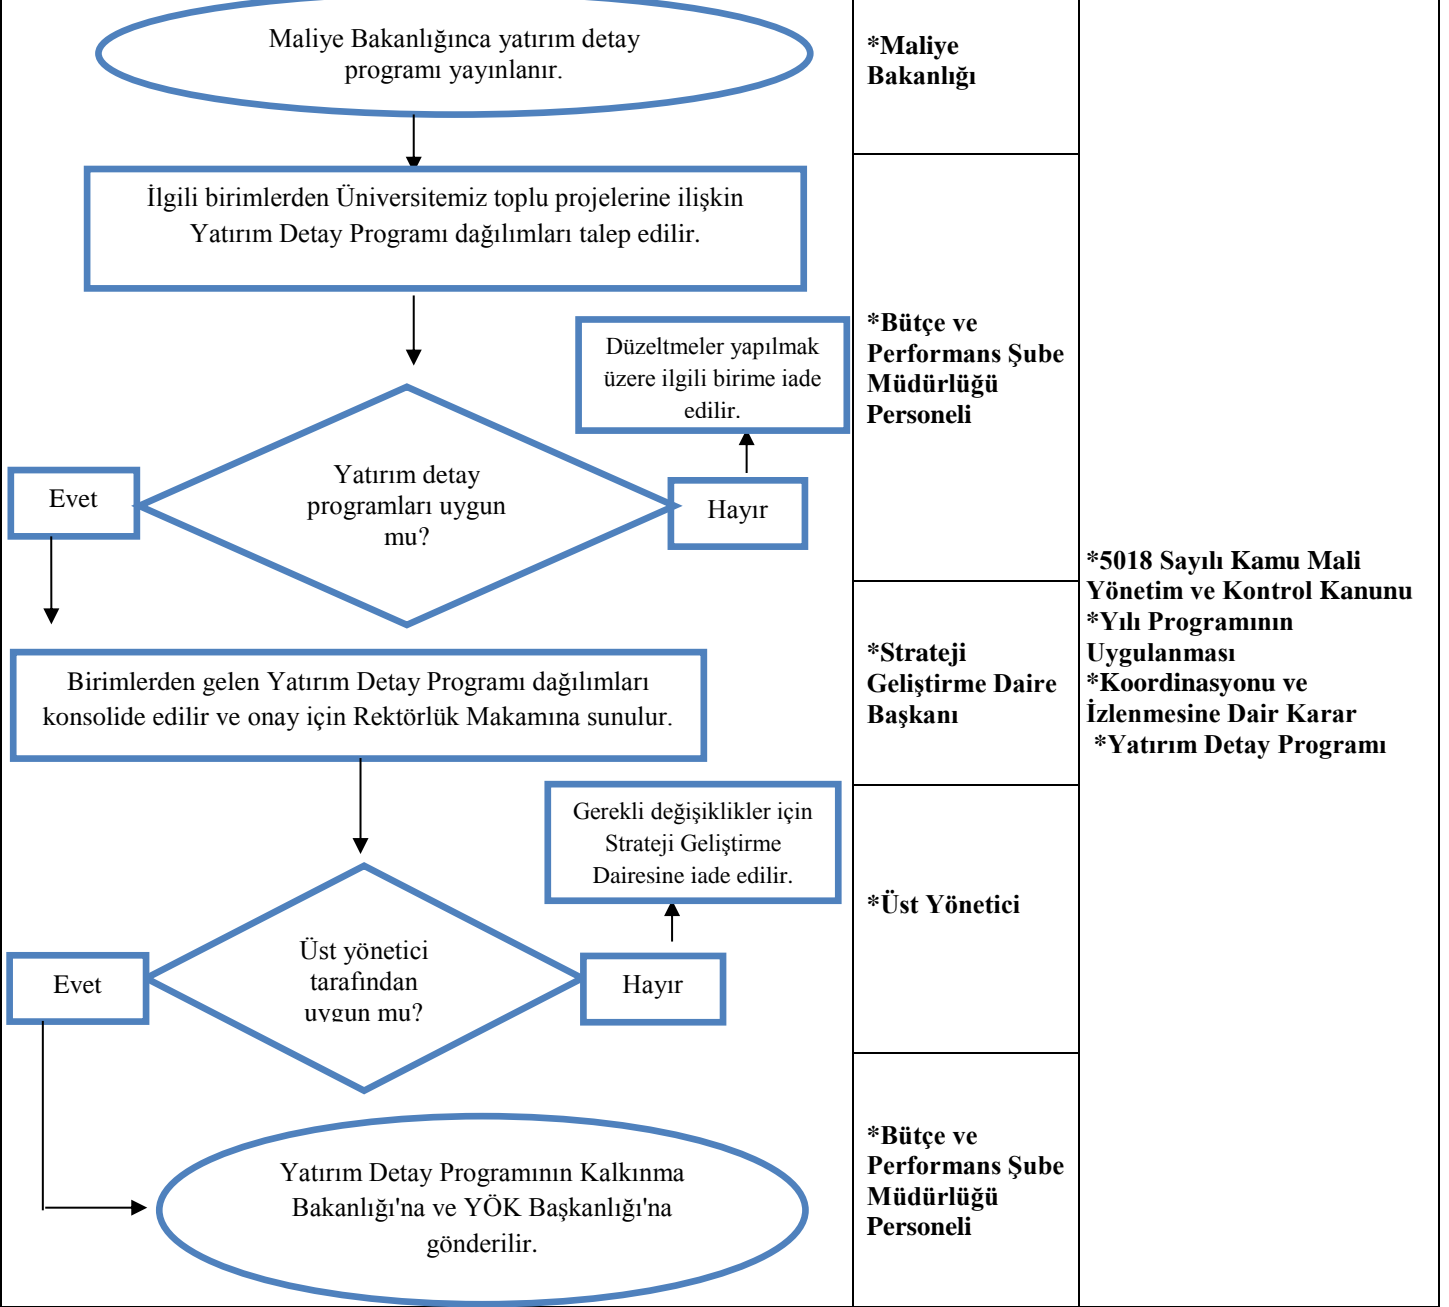 Maliye Bakanlığınca yatırım detay
programı yayınlanır.
İlgili birimlerden Üniversitemiz toplu projelerine ilişkin
Yatırım Detay Programı dağılımları talep edilir.
Düzeltmeler yapılmak
üzere ilgili birime iade
edilir.
Yatırım detay
programları uygun
mu?
Evet
Hayır
Birimlerden gelen Yatırım Detay Programı dağılımları
konsolide edilir ve onay için Rektörlük Makamına sunulur.
Gerekli değişiklikler için
Strateji Geliştirme
Dairesine iade edilir.
Üst yönetici
tarafından
uygun mu?
Evet
Hayır
Yatırım Detay Programının Kalkınma
Bakanlığı'na ve YÖK Başkanlığı'na
gönderilir.
*Maliye
Bakanlığı
*Bütçe ve
Performans Şube
Müdürlüğü
Personeli
*Strateji
Geliştirme Daire
Başkanı
*Üst Yönetici
*Bütçe ve
Performans Şube
Müdürlüğü
Personeli
*5018 Sayılı Kamu Mali
Yönetim ve Kontrol Kanunu
*Yılı Programının
Uygulanması
*Koordinasyonu ve
İzlenmesine Dair Karar
*Yatırım Detay Programı